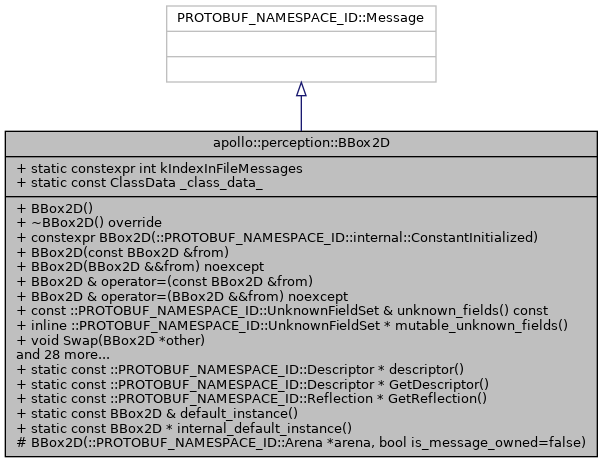 PROTOBUF_NAMESPACE_ID::Message
apollo::perception::BBox2D
+ static constexpr int kIndexInFileMessages
+ static const ClassData _class_data_
+ BBox2D()
+ ~BBox2D() override
+ constexpr BBox2D(::PROTOBUF_NAMESPACE_ID::internal::ConstantInitialized)
+ BBox2D(const BBox2D &from)
+ BBox2D(BBox2D &&from) noexcept
+ BBox2D & operator=(const BBox2D &from)
+ BBox2D & operator=(BBox2D &&from) noexcept
+ const ::PROTOBUF_NAMESPACE_ID::UnknownFieldSet & unknown_fields() const
+ inline ::PROTOBUF_NAMESPACE_ID::UnknownFieldSet * mutable_unknown_fields()
+ void Swap(BBox2D *other)
and 28 more...
+ static const ::PROTOBUF_NAMESPACE_ID::Descriptor * descriptor()
+ static const ::PROTOBUF_NAMESPACE_ID::Descriptor * GetDescriptor()
+ static const ::PROTOBUF_NAMESPACE_ID::Reflection * GetReflection()
+ static const BBox2D & default_instance()
+ static const BBox2D * internal_default_instance()
# BBox2D(::PROTOBUF_NAMESPACE_ID::Arena *arena, bool is_message_owned=false)